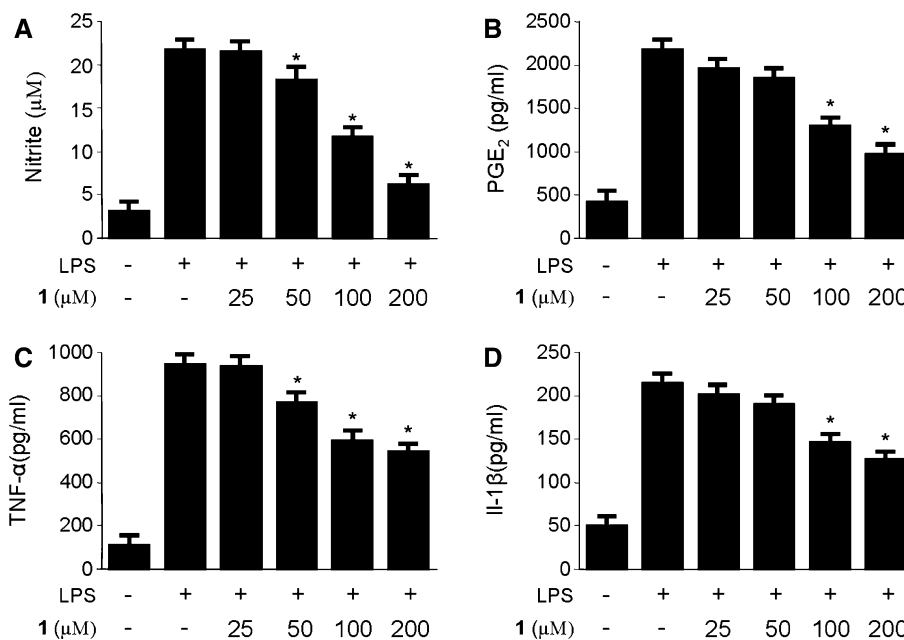 A
Nitrite (μM)
25
20
15
10
5
0
*
*
*
LPS - + + + + +
1 (μM) - - 25 50 100 200
B
PGE2 (pg/ml)
2500
2000
1500
1000
500
0
*
*
LPS - + + + + +
1 (μM) - - 25 50 100 200
C
TNF-α(pg/ml)
1000
800
600
400
200
0
*
*
*
LPS - + + + + +
1 (μM) - - 25 50 100 200
D
Il-1β(pg/ml)
250
200
150
100
50
0
*
*
LPS - + + + + +
1 (μM) - - 25 50 100 200